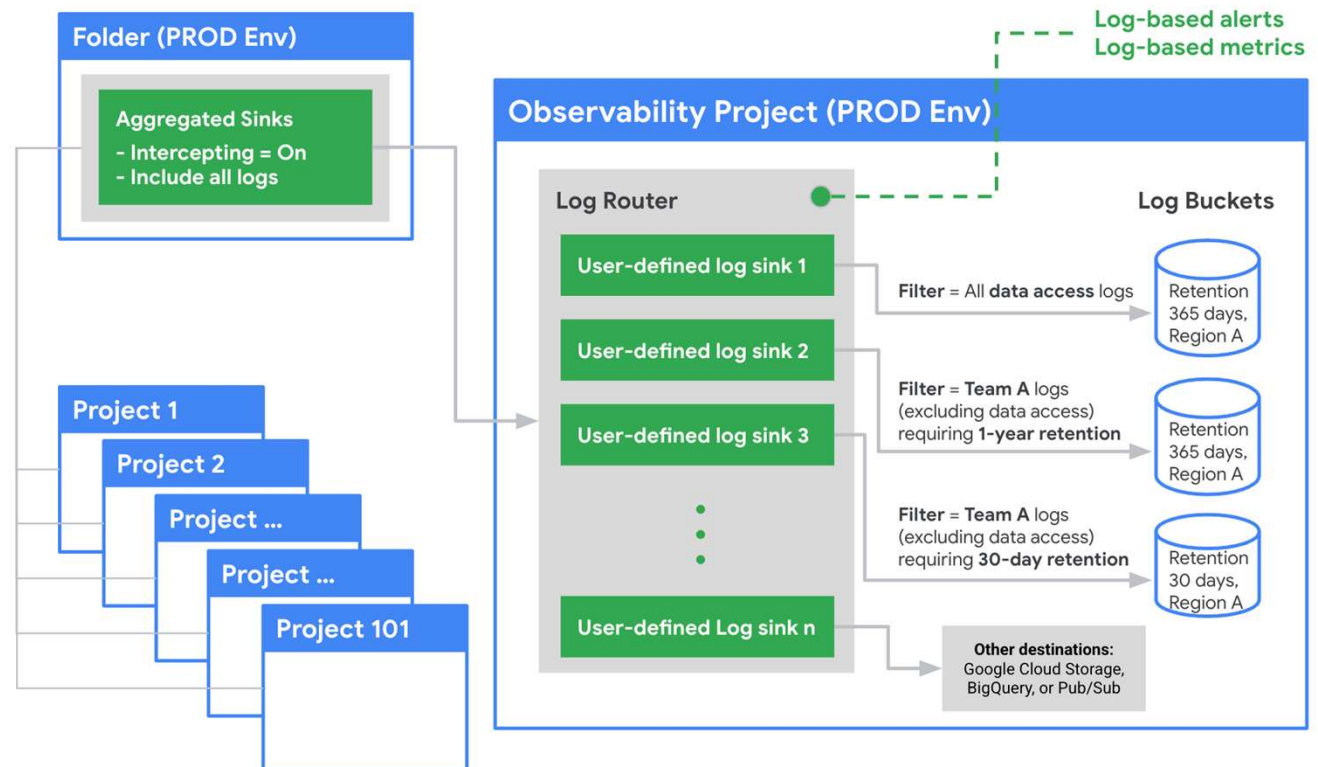 Folder (PROD Env)
Aggregated Sinks
- Intercepting = On
- Include all logs
Project 1
Project 2
Project ...
Project ...
Project 101
Log-based alerts
Log-based metrics
Observability Project (PROD Env)
Log Router
User-defined log sink 1
User-defined log sink 2
User-defined log sink 3
User-defined Log sink n
Filter = All data access logs
Filter = Team A logs
(excluding data access)
requiring 1-year retention
Filter = Team A logs
(excluding data access)
requiring 30-day retention
Other destinations:
Google Cloud Storage,
BigQuery, or Pub/Sub
Log Buckets
Retention
365 days,
Region A
Retention
365 days,
Region A
Retention
30 days,
Region A